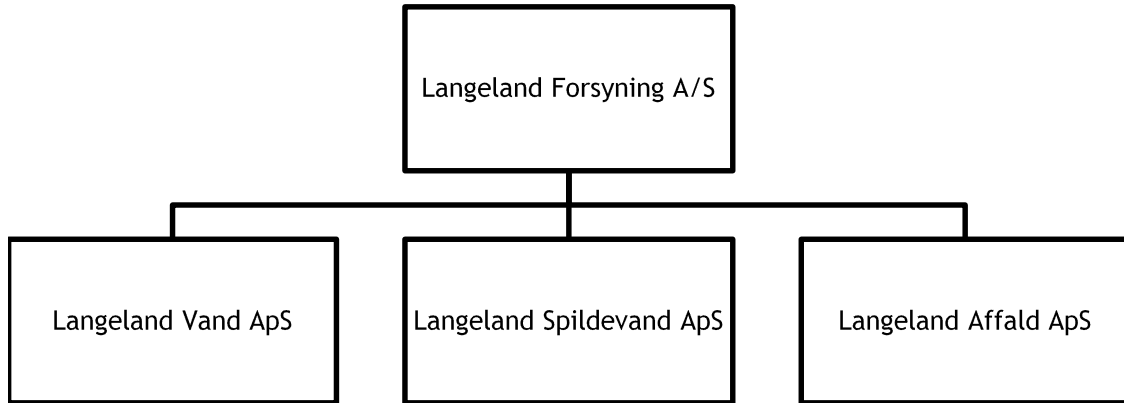 Langeland Forsyning A/S
Langeland Vand ApS
Langeland Spildevand ApS
Langeland Affald ApS